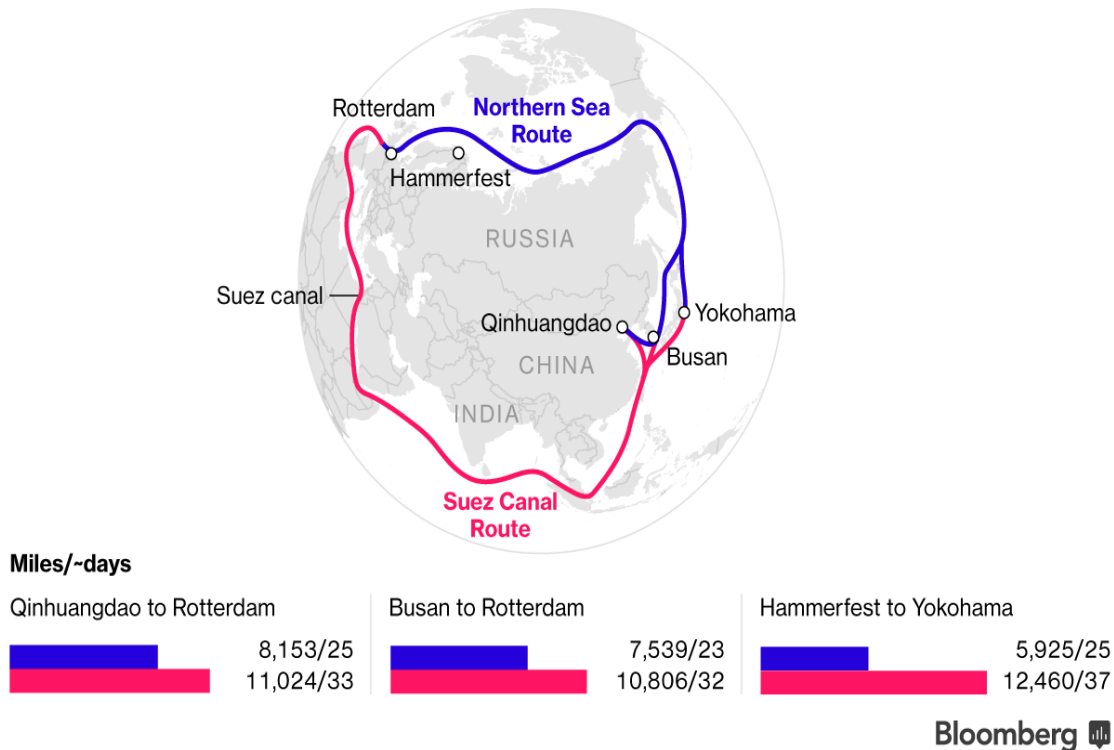 Rotterdam
Northern Sea
Route
Hammerfest
RUSSIA
Suez canal
Qinhuangdao
Yokohama
Busan
CHINA
INDIA
Suez Canal
Route
Miles/~days
Qinhuangdao to Rotterdam
8,153/25
11,024/33
Busan to Rotterdam
7,539/23
10,806/32
Hammerfest to Yokohama
5,925/25
12,460/37
Bloomberg